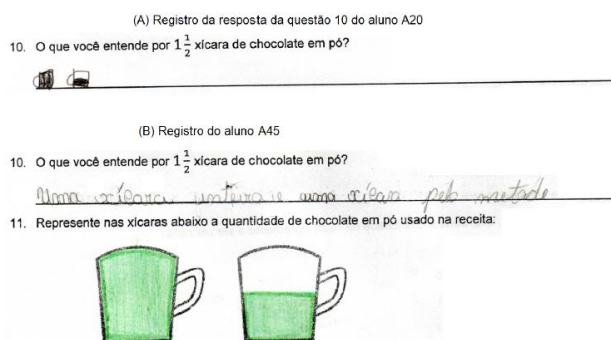 (A) Registro da resposta da questão 10 do aluno A20
10. O que você entende por 1 1/2 xícara de chocolate em pó?
(B) Registro do aluno A45
10. O que você entende por 1 1/2 xícara de chocolate em pó?
Uma xícara inteira e uma xícara pela metade
11. Represente nas xícaras abaixo a quantidade de chocolate em pó usado na receita: